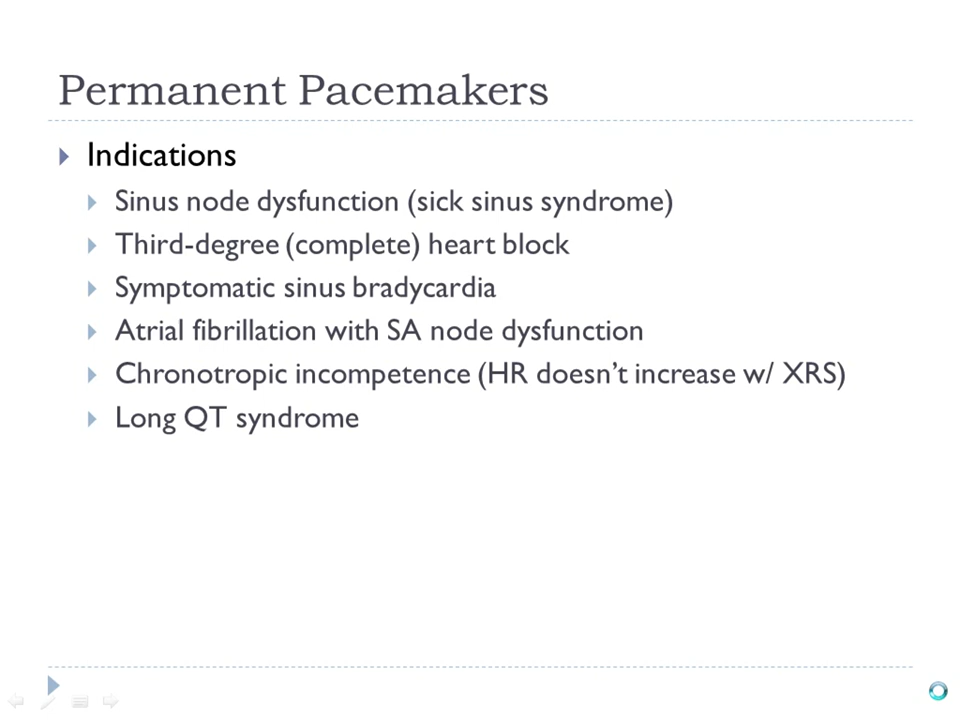 Permanent Pacemakers
Indications
Sinus node dysfunction (sick sinus syndrome)
Third-degree (complete) heart block
Symptomatic sinus bradycardia
Atrial fibrillation with SA node dysfunction
Chronotropic incompetence (HR doesn’t increase w/ XRS)
Long QT syndrome